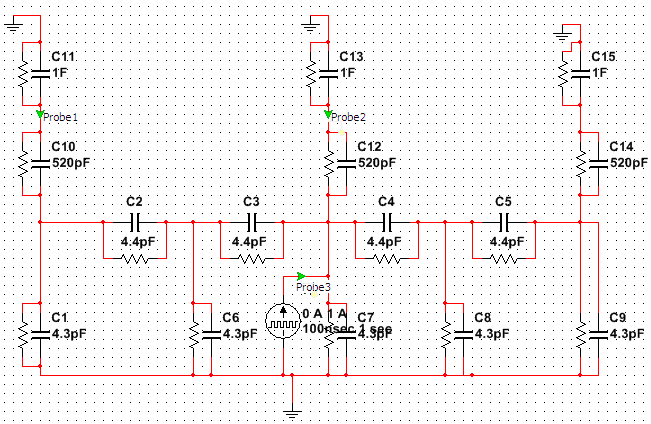 C11
1F
C13
1F
C15
1F
Probe1
Probe2
C10
520pF
C12
520pF
C14
520pF
C2
4.4pF
C3
4.4pF
C4
4.4pF
C5
4.4pF
Probe3
C1
4.3pF
C6
4.3pF
0 A 1 A
100nsec 1 sec
C7
4.3pF
C8
4.3pF
C9
4.3pF